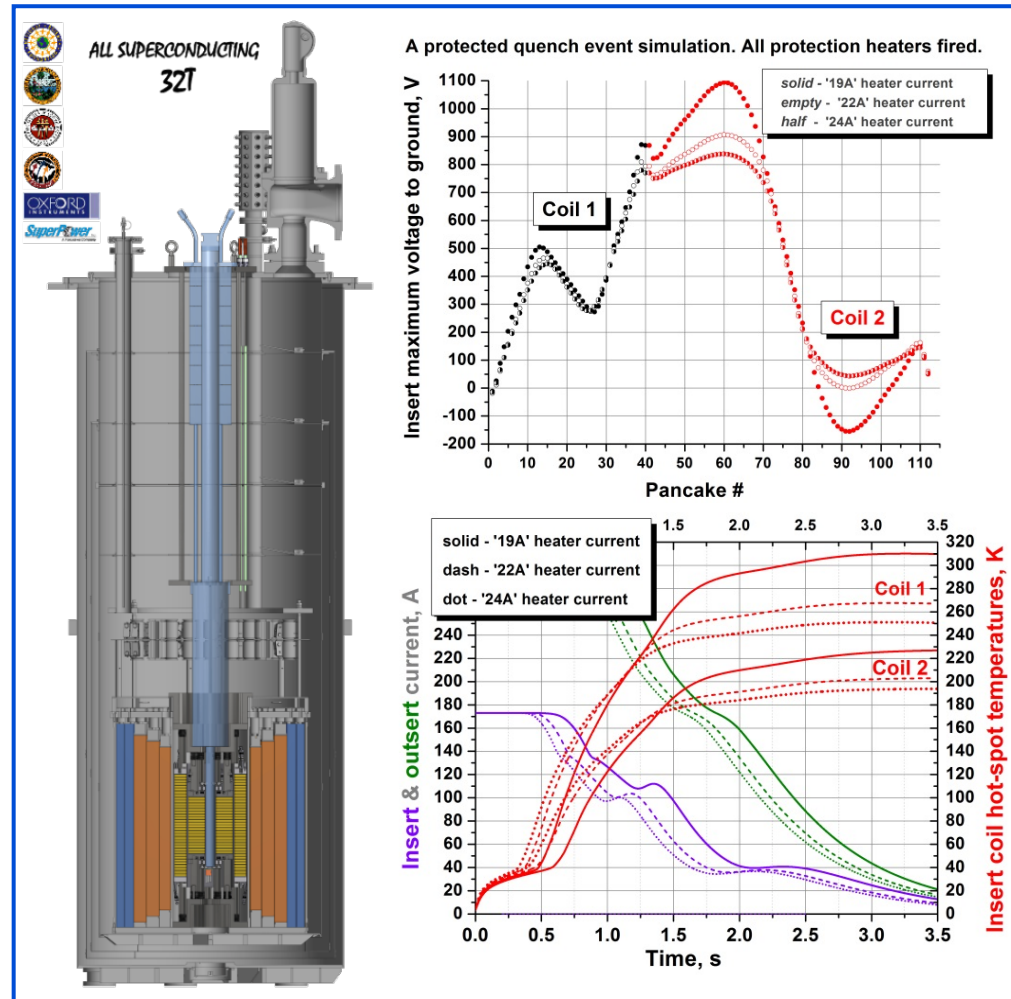 ALL SUPERCONDUCTING
32T
OXFORD
INSTRUMENTS
SuperPower
A protected quench event simulation. All protection heaters fired.
solid - '19A' heater current
empty - '22A' heater current
half - '24A' heater current
Insert maximum voltage to ground, V
1100
1000
900
800
700
600
500
400
300
200
100
0
-100
-200
Coil 1
Coil 2
0 10 20 30 40 50 60 70 80 90 100 110
Pancake #
solid - '19A' heater current
dash - '22A' heater current
dot - '24A' heater current
1.5 2.0 2.5 3.0 3.5
Insert & outsert current, A
240
220
200
180
160
140
120
100
80
60
40
20
0
Coil 1
Coil 2
320
300
280
260
240
220
200
180
160
140
120
100
80
60
40
20
0
Insert coil hot-spot temperatures, K
0.0 0.5 1.0 1.5 2.0 2.5 3.0 3.5
Time, s